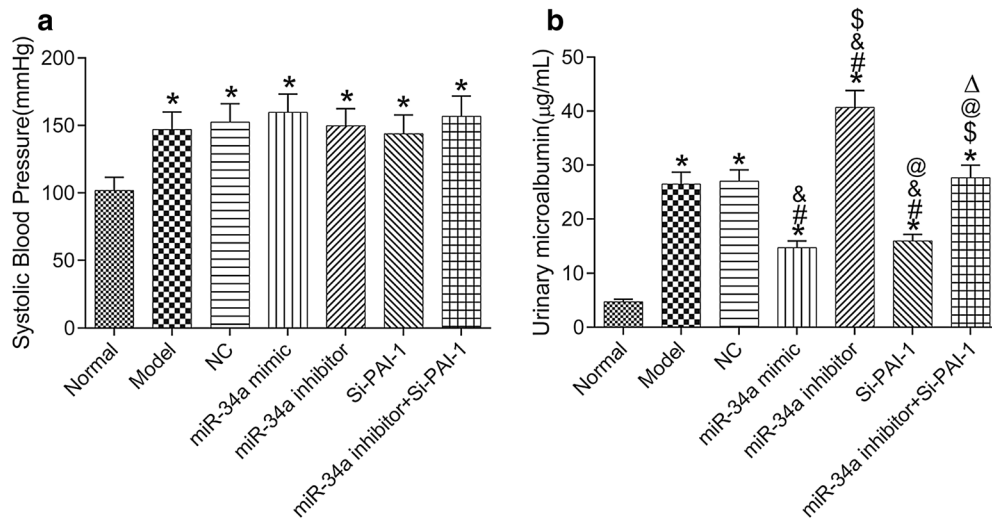 a
Systolic Blood Pressure(mmHg)
200
150
100
50
0
*
*
*
*
*
*
Normal
Model
NC
miR-34a mimic
miR-34a inhibitor
Si-PAI-1
miR-34a inhibitor+Si-PAI-1
b
Urinary microalbumin(μg/mL)
50
40
30
20
10
0
*
*
&
#
*
$
&
#
*
@
&
#
*
Δ
@
$
*
Normal
Model
NC
miR-34a mimic
miR-34a inhibitor
Si-PAI-1
miR-34a inhibitor+Si-PAI-1